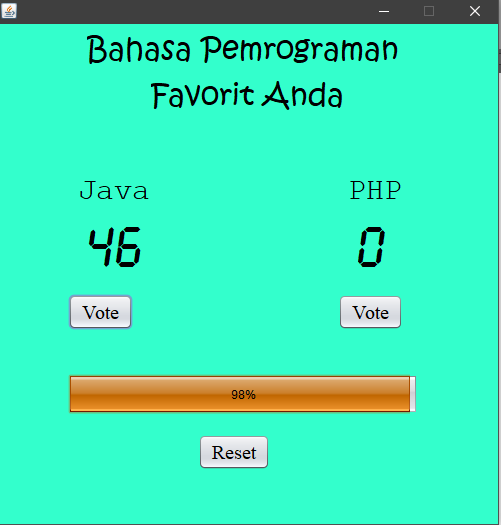 Bahasa Pemrograman
Favorit Anda
Java PHP
46 0
Vote Vote
98%
Reset